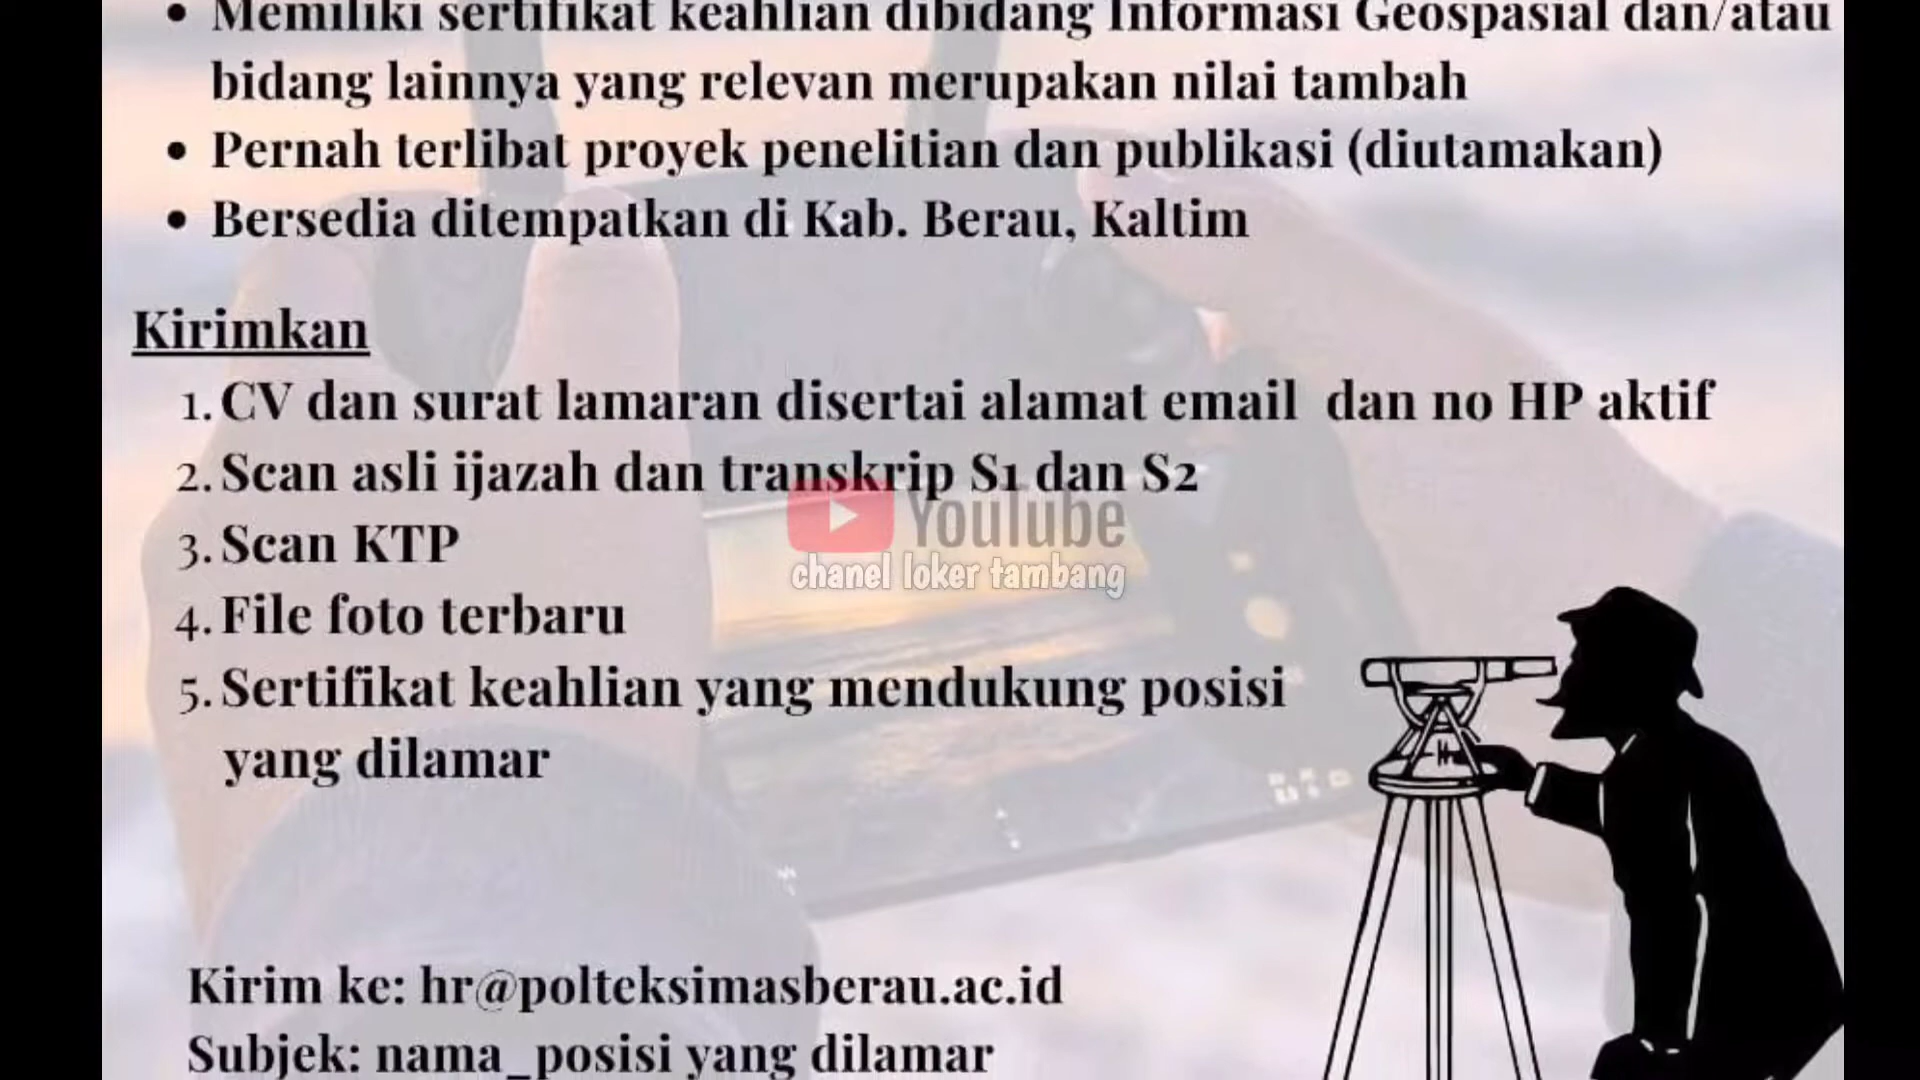 • Memiliki sertifikat keahlian dibidang Informasi Geospasial dan/atau
bidang lainnya yang relevan merupakan nilai tambah
• Pernah terlibat proyek penelitian dan publikasi (diutamakan)
• Bersedia ditempatkan di Kab. Berau, Kaltim
Kirimkan
1. CV dan surat lamaran disertai alamat email dan no HP aktif
2. Scan asli ijazah dan transkrip S1 dan S2
YouTube
3. Scan KTP
chanel loker tambang
4. File foto terbaru
5. Sertifikat keahlian yang mendukung posisi
yang dilamar
Kirim ke: hr@polteksimasberau.ac.id
Subjek: nama_posisi yang dilamar